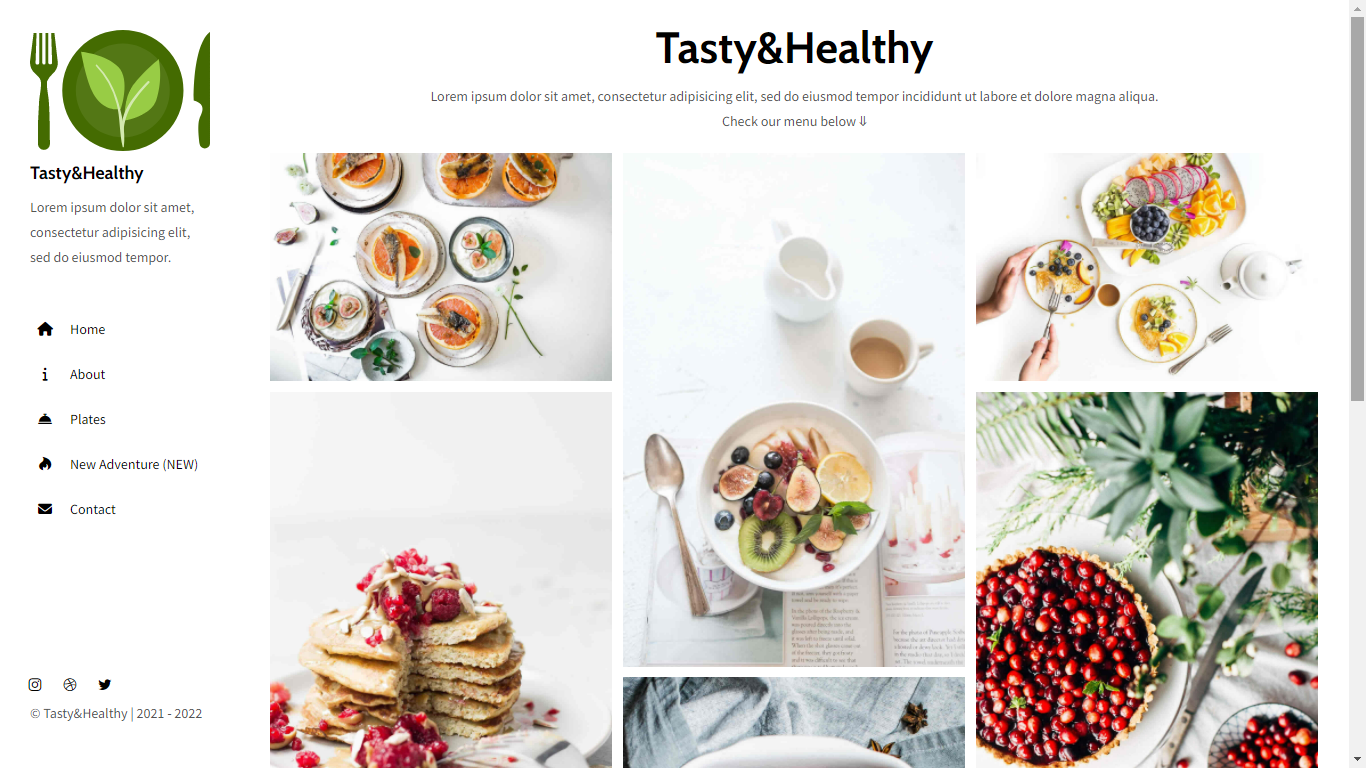 Tasty&Healthy
Lorem ipsum dolor sit amet,
consectetur adipisicing elit,
sed do eiusmod tempor.
Home
About
Plates
New Adventure (NEW)
Contact
© Tasty&Healthy | 2021 - 2022
Tasty&Healthy
Lorem ipsum dolor sit amet, consectetur adipisicing elit, sed do eiusmod tempor incididunt ut labore et dolore magna aliqua.
Check our menu below ⇓